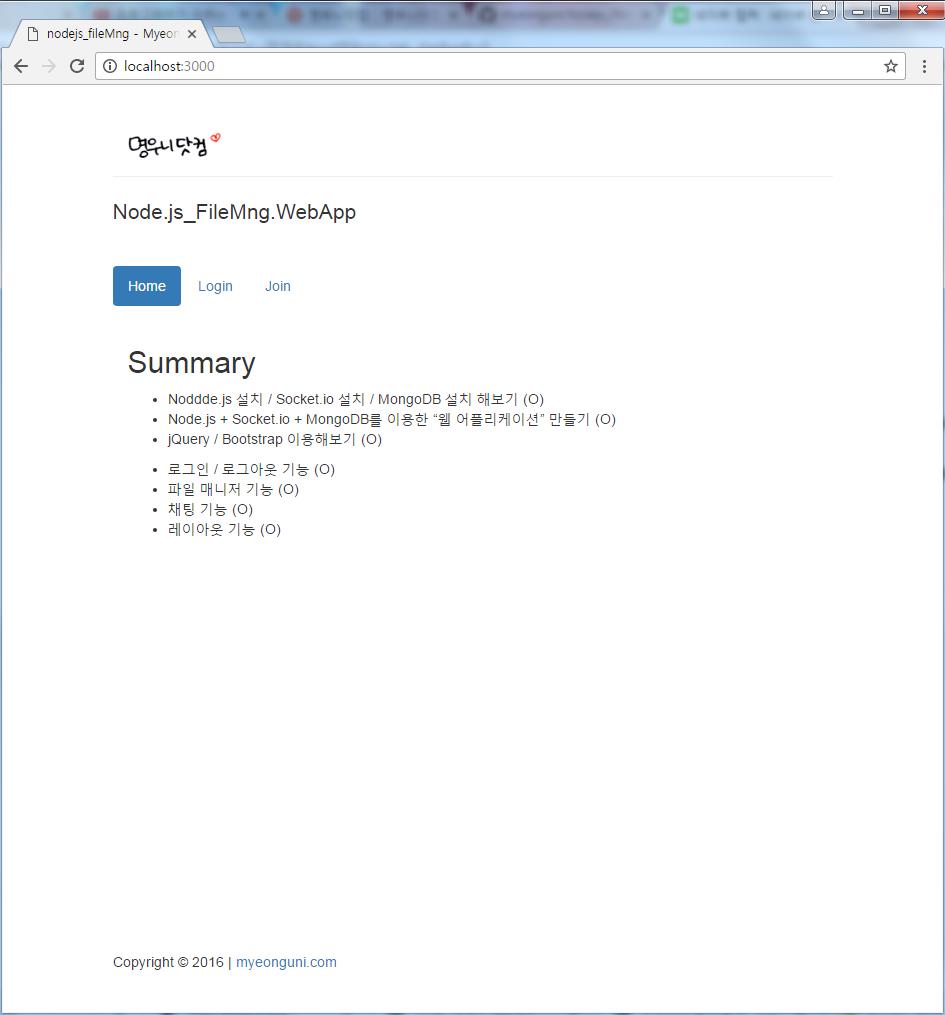 nodejs_fileMng - Myeon
localhost:3000
명우니닷컴
Node.js_FileMng.WebApp
Home Login Join
Summary
Noddde.js 설치 / Socket.io 설치 / MongoDB 설치 해보기 (O)
Node.js + Socket.io + MongoDB를 이용한 “웹 어플리케이션” 만들기 (O)
jQuery / Bootstrap 이용해보기 (O)
로그인 / 로그아웃 기능 (O)
파일 매니저 기능 (O)
채팅 기능 (O)
레이아웃 기능 (O)
Copyright © 2016 | myeonguni.com